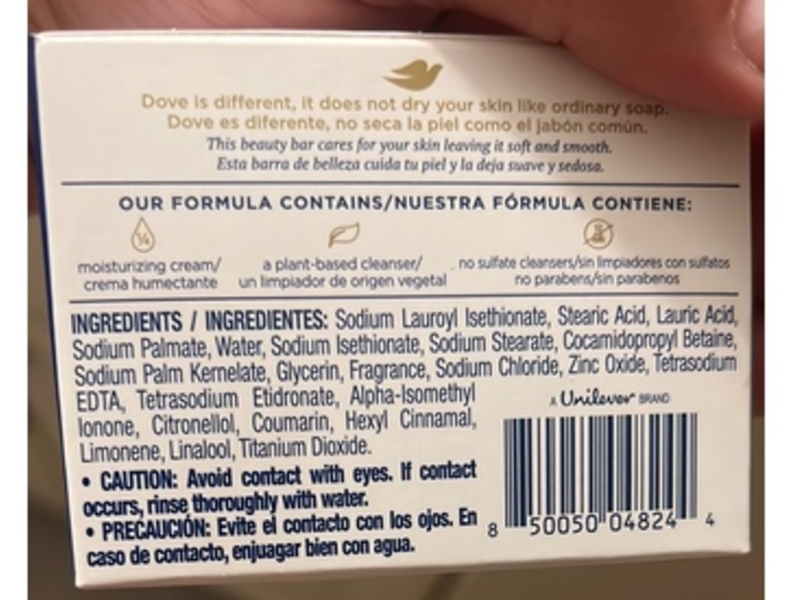 Dove is different, it does not dry your skin like ordinary soap.
Dove es diferente, no seca la piel como el jabón común.
This beauty bar cares for your skin leaving it soft and smooth.
Esta barra de belleza cuida tu piel y la deja suave y sedosa.
OUR FORMULA CONTAINS/NUESTRA FÓRMULA CONTIENE:
¼
moisturizing cream/
crema humectante
a plant-based cleanser/
un limpiador de origen vegetal
no sulfate cleansers/sin limpiadores con sulfatos
no parabens/sin parabenos
INGREDIENTS / INGREDIENTES: Sodium Lauroyl Isethionate, Stearic Acid, Lauric Acid,
Sodium Palmate, Water, Sodium Isethionate, Sodium Stearate, Cocamidopropyl Betaine,
Sodium Palm Kernelate, Glycerin, Fragrance, Sodium Chloride, Zinc Oxide, Tetrasodium
EDTA, Tetrasodium Etidronate, Alpha-Isomethyl
Ionone, Citronellol, Coumarin, Hexyl Cinnamal,
Limonene, Linalool, Titanium Dioxide.
• CAUTION: Avoid contact with eyes. If contact
occurs, rinse thoroughly with water.
• PRECAUCIÓN: Evite el contacto con los ojos. En
caso de contacto, enjuagar bien con agua.
A Unilever BRAND
8 50050 04824 4